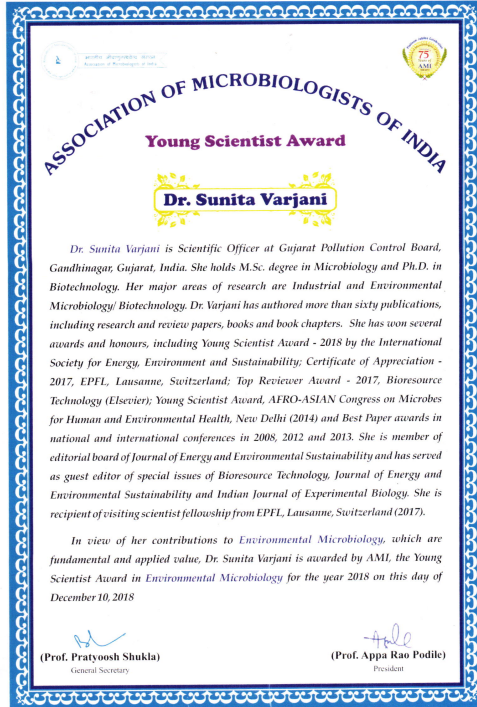 Association of Microbiologists of India
75
AMI
ASSOCIATION OF MICROBIOLOGISTS OF INDIA
Young Scientist Award
Dr. Sunita Varjani
Dr. Sunita Varjani is Scientific Officer at Gujarat Pollution Control Board,
Gandhinagar, Gujarat, India. She holds M.Sc. degree in Microbiology and Ph.D. in
Biotechnology. Her major areas of research are Industrial and Environmental
Microbiology/ Biotechnology. Dr. Varjani has authored more than sixty publications,
including research and review papers, books and book chapters. She has won several
awards and honours, including Young Scientist Award - 2018 by the International
Society for Energy, Environment and Sustainability; Certificate of Appreciation -
2017, EPFL, Lausanne, Switzerland; Top Reviewer Award - 2017, Bioresource
Technology (Elsevier); Young Scientist Award, AFRO-ASIAN Congress on Microbes
for Human and Environmental Health, New Delhi (2014) and Best Paper awards in
national and international conferences in 2008, 2012 and 2013. She is member of
editorial board of Journal of Energy and Environmental Sustainability and has served
as guest editor of special issues of Bioresource Technology, Journal of Energy and
Environmental Sustainability and Indian Journal of Experimental Biology. She is
recipient of visiting scientist fellowship from EPFL, Lausanne, Switzerland (2017).
In view of her contributions to Environmental Microbiology, which are
fundamental and applied value, Dr. Sunita Varjani is awarded by AMI, the Young
Scientist Award in Environmental Microbiology for the year 2018 on this day of
December 10, 2018
(Prof. Pratyoosh Shukla)
General Secretary
(Prof. Appa Rao Podile)
President